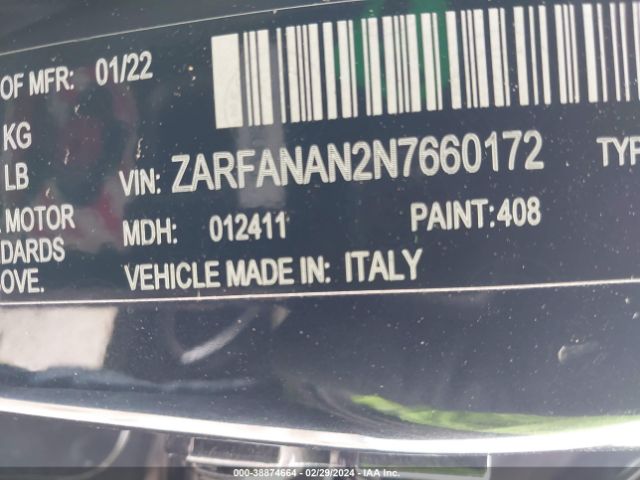 OF MFR: 01/22
KG
LB
VIN: ZARFANAN2N7660172 TYP
MOTOR
MDH: 012411 PAINT:408
DARDS
OVE. VEHICLE MADE IN: ITALY
000-38874664 - 02/29/2024 - IAA Inc.